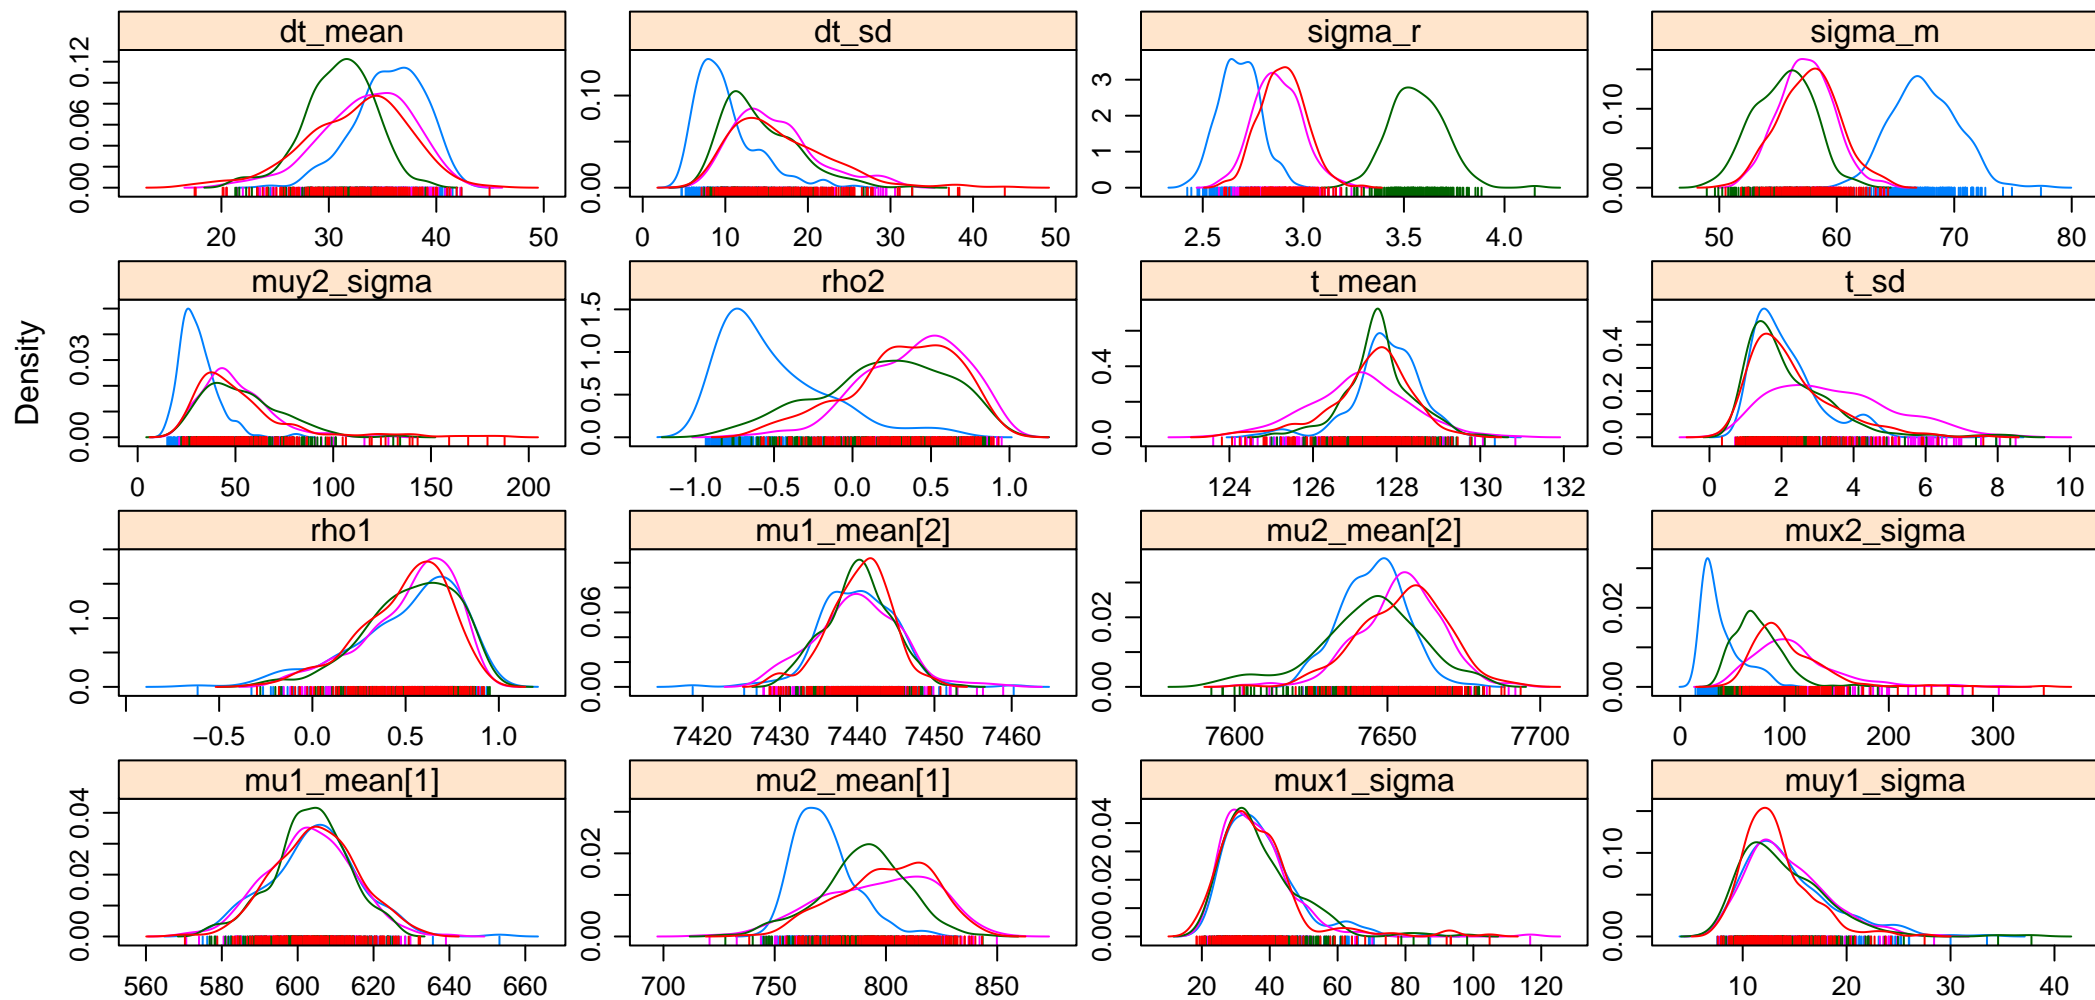 dt_mean
dt_sd
sigma_r
sigma_m
0.00 0.06 0.12
0.00 0.10
0 1 2 3
0.00 0.10
20 30 40 50
0 10 20 30 40 50
2.5 3.0 3.5 4.0
50 60 70 80
muy2_sigma
rho2
t_mean
t_sd
Density
0.00 0.03
0.0 0.5 1.0 1.5
0.0 0.4
0.0 0.2 0.4
0 50 100 150 200
−1.0 −0.5 0.0 0.5 1.0
124 126 128 130 132
0 2 4 6 8 10
rho1
mu1_mean[2]
mu2_mean[2]
mux2_sigma
0.0 1.0
0.00 0.06
0.00 0.02
0.00 0.02
−0.5 0.0 0.5 1.0
7420 7430 7440 7450 7460
7600 7650 7700
0 100 200 300
mu1_mean[1]
mu2_mean[1]
mux1_sigma
muy1_sigma
0.00 0.02 0.04
0.00 0.02
0.00 0.02 0.04
0.00 0.10
560 580 600 620 640 660
700 750 800 850
20 40 60 80 100 120
10 20 30 40